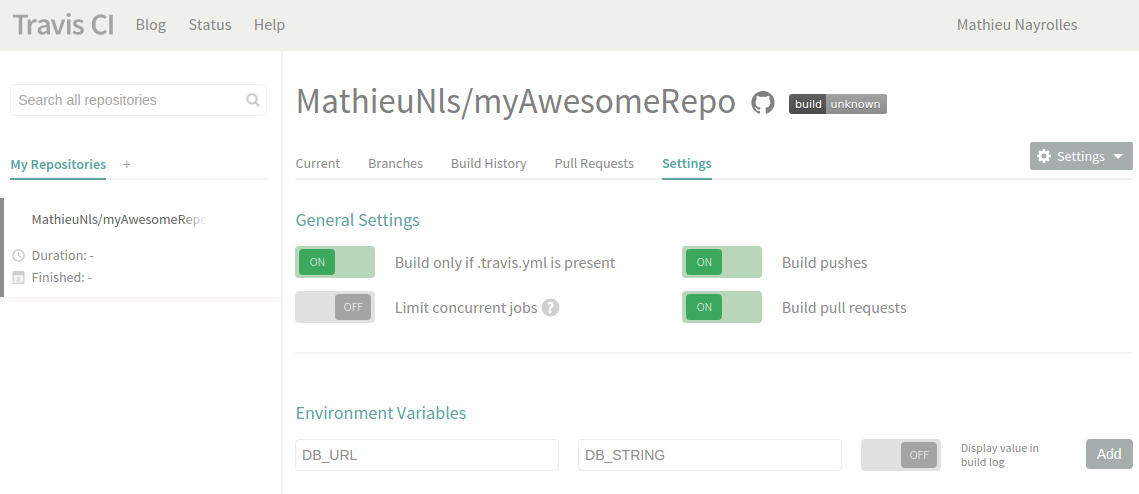 Travis CI Blog Status Help Mathieu Nayrolles
Search all repositories
My Repositories +
MathieuNls/myAwesomeRepo
Duration: -
Finished: -
MathieuNls/myAwesomeRepo build unknown
Current Branches Build History Pull Requests Settings Settings
General Settings
ON Build only if .travis.yml is present ON Build pushes
OFF Limit concurrent jobs ? ON Build pull requests
Environment Variables
DB_URL DB_STRING OFF Display value in
build log Add